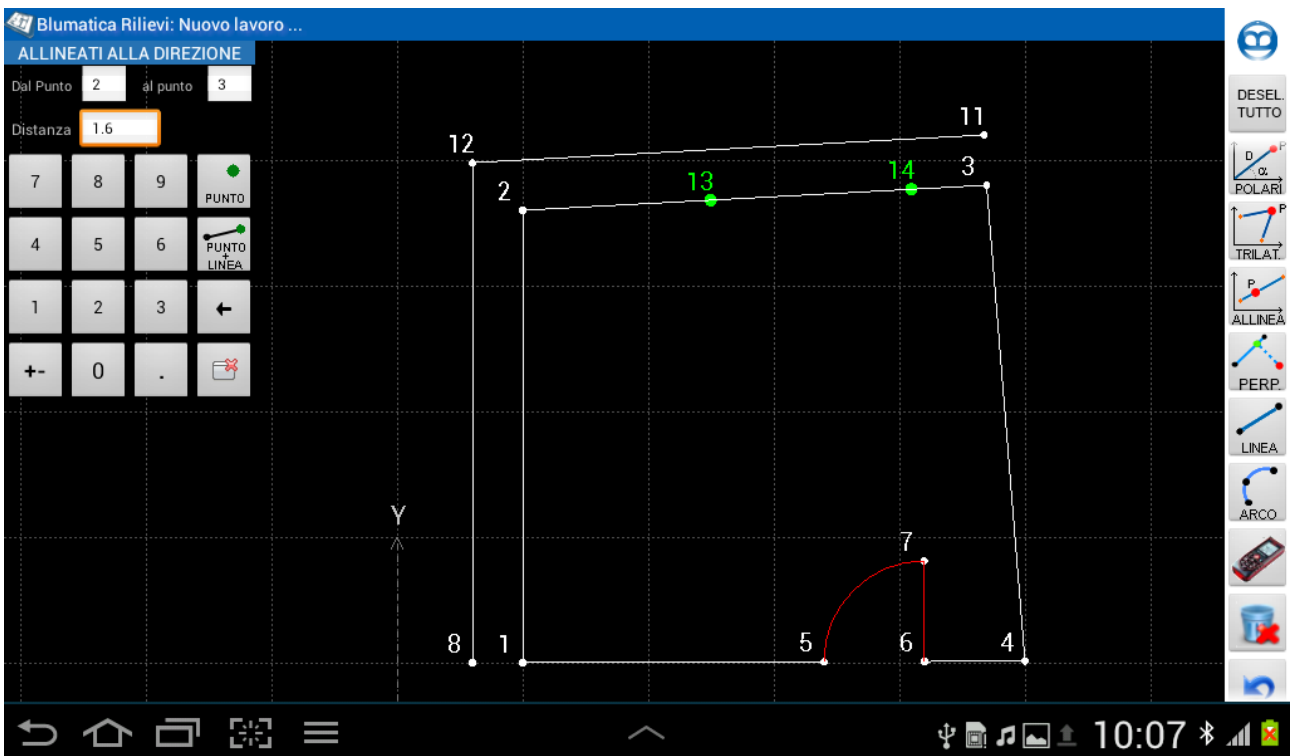 Blumatica Rilievi: Nuovo lavoro ...
ALLINEATI ALLA DIREZIONE
Dal Punto 2 al punto 3
Distanza 1.6
7 8 9 PUNTO
4 5 6 PUNTO
+
LINEA
1 2 3
+- 0 .
12
11
2
13
14
3
Y
7
8
1
5
6
4
DESEL.
TUTTO
D
P
α
POLARI
P
TRILAT.
P
ALLINEA
PERP.
LINEA
ARCO
10:07